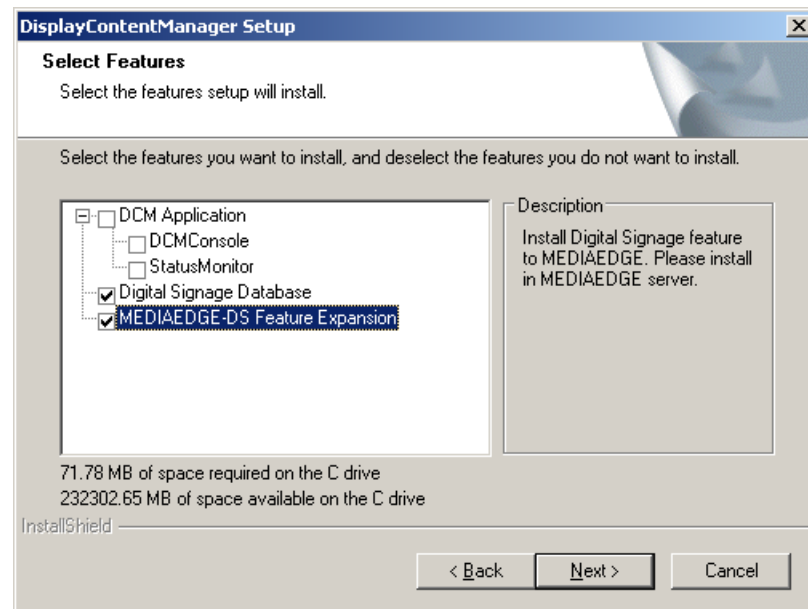 DisplayContentManager Setup
Select Features
Select the features setup will install.
Select the features you want to install, and deselect the features you do not want to install.
DCM Application
DCMConsole
StatusMonitor
Digital Signage Database
MEDIAEDGE-DS Feature Expansion
Description
Install Digital Signage feature
to MEDIAEDGE. Please install
in MEDIAEDGE server.
71.78 MB of space required on the C drive
232302.65 MB of space available on the C drive
InstallShield
< Back
Next >
Cancel